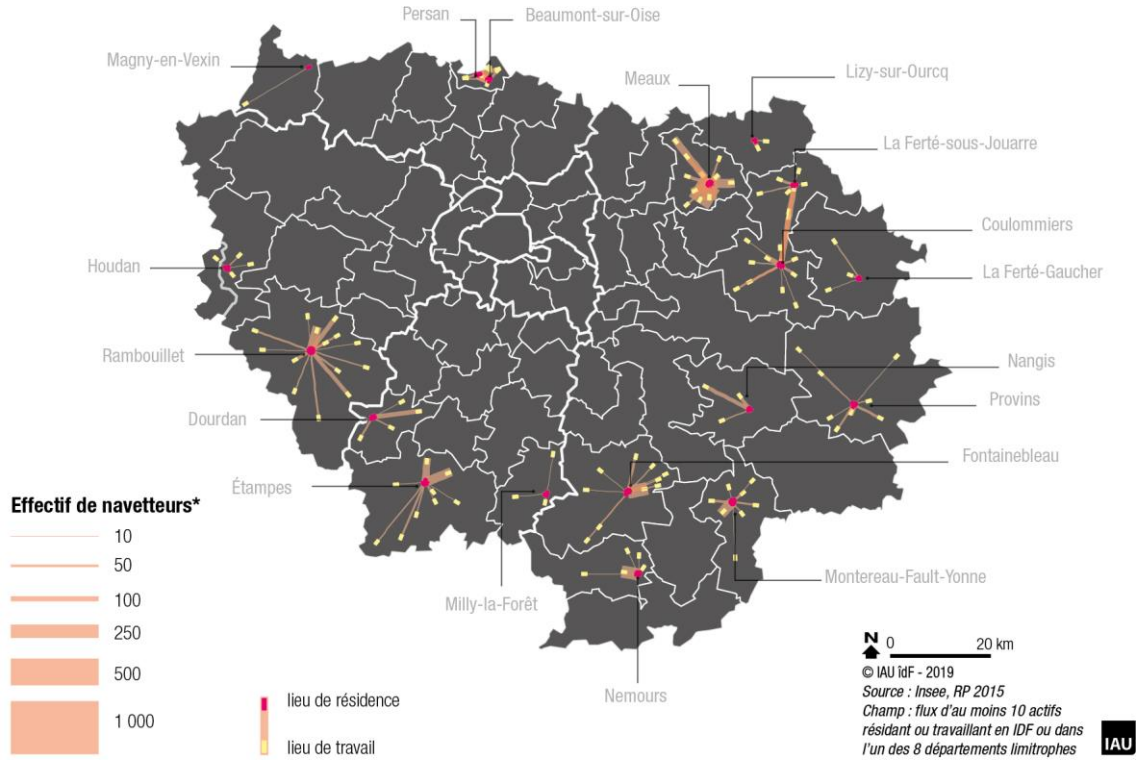 Persan
Beaumont-sur-Oise
Magny-en-Vexin
Meaux
Lizy-sur-Ourcq
La Ferté-sous-Jouarre
Coulommiers
Houdan
La Ferté-Gaucher
Rambouillet
Nangis
Provins
Dourdan
Fontainebleau
Étampes
Effectif de navetteurs*
10
50
100
250
500
1 000
Milly-la-Forêt
Montereau-Fault-Yonne
Nemours
lieu de résidence
lieu de travail
N 0 20 km
© IAU îdF - 2019
Source : Insee, RP 2015
Champ : flux d'au moins 10 actifs
résidant ou travaillant en IDF ou dans
l'un des 8 départements limitrophes
IAU